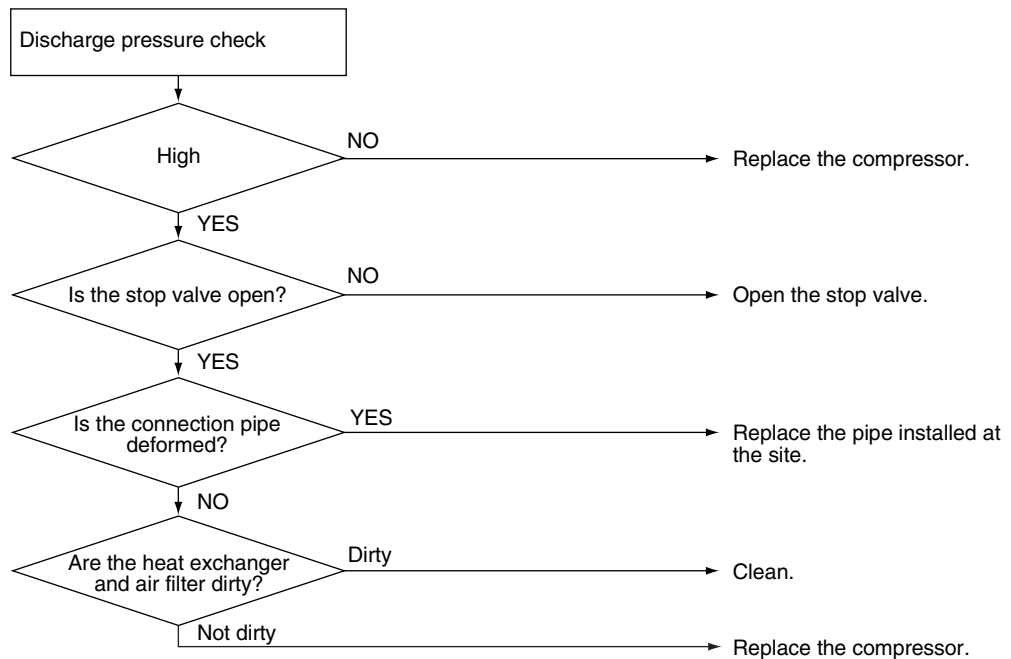 Discharge pressure check
High
NO
Replace the compressor.
YES
Is the stop valve open?
NO
Open the stop valve.
YES
Is the connection pipe
deformed?
YES
Replace the pipe installed at
the site.
NO
Are the heat exchanger
and air filter dirty?
Dirty
Clean.
Not dirty
Replace the compressor.